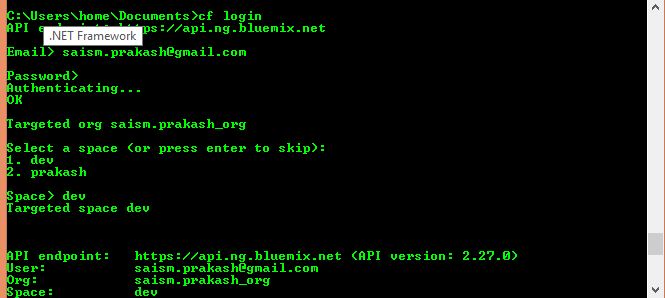 C:\Users\home\Documents>cf login
API endpoint: https://api.ng.bluemix.net
.NET Framework
Email> saism.prakash@gmail.com
Password>
Authenticating...
OK
Targeted org saism.prakash_org
Select a space (or press enter to skip):
1. dev
2. prakash
Space> dev
Targeted space dev
API endpoint: https://api.ng.bluemix.net (API version: 2.27.0)
User: saism.prakash@gmail.com
Org: saism.prakash_org
Space: dev